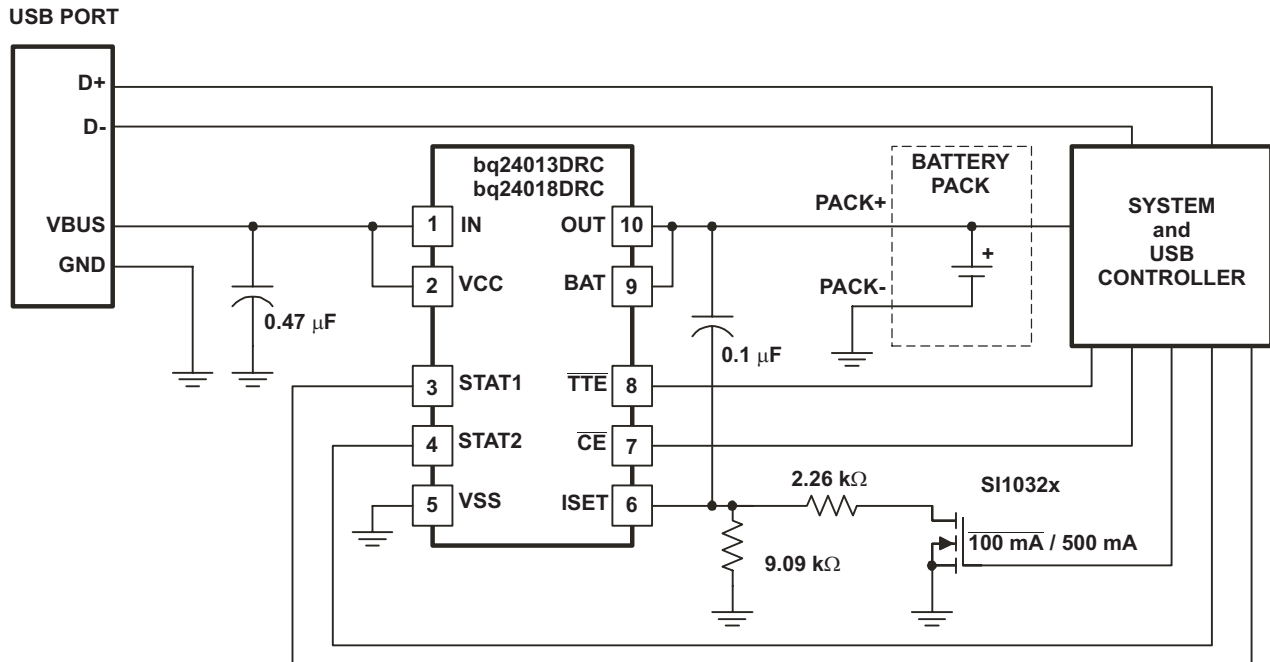 USB PORT
D+
D-
VBUS
GND
0.47 μF
bq24013DRC
bq24018DRC
1 IN
2 VCC
3 STAT1
4 STAT2
5 VSS
OUT 10
BAT 9
TTE 8
CE 7
ISET 6
0.1 μF
PACK+
PACK-
BATTERY
PACK
+
SYSTEM
and
USB
CONTROLLER
2.26 kΩ
9.09 kΩ
SI1032x
100 mA / 500 mA